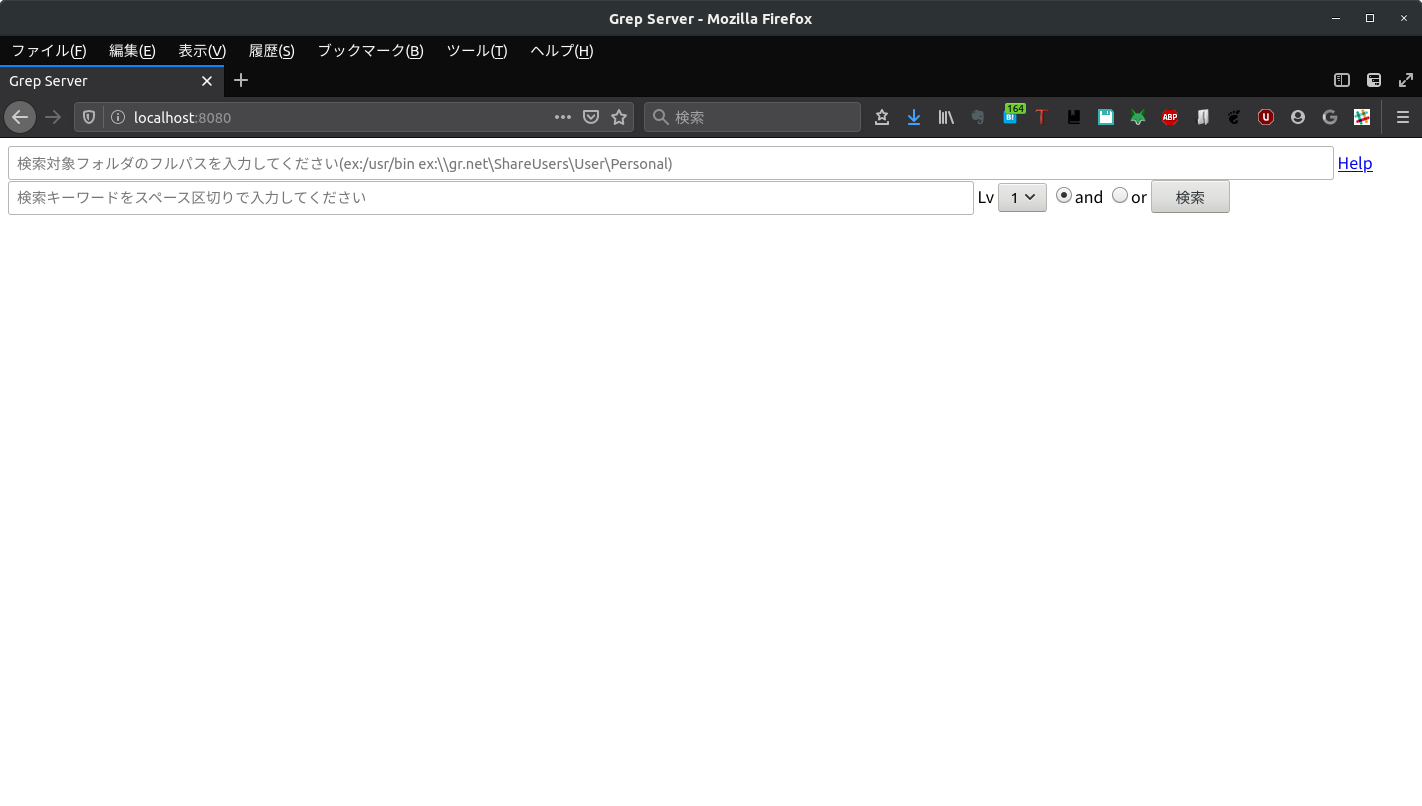 Grep Server - Mozilla Firefox
ファイル(F) 編集(E) 表示(V) 履歴(S) ブックマーク(B) ツール(T) ヘルプ(H)
Grep Server
localhost:8080 検索 164 B! T ABP U G
検索対象フォルダのフルパスを入力してください(ex:/usr/bin ex:\\gr.net\ShareUsers\User\Personal) Help
検索キーワードをスペース区切りで入力してください Lv 1 and or 検索